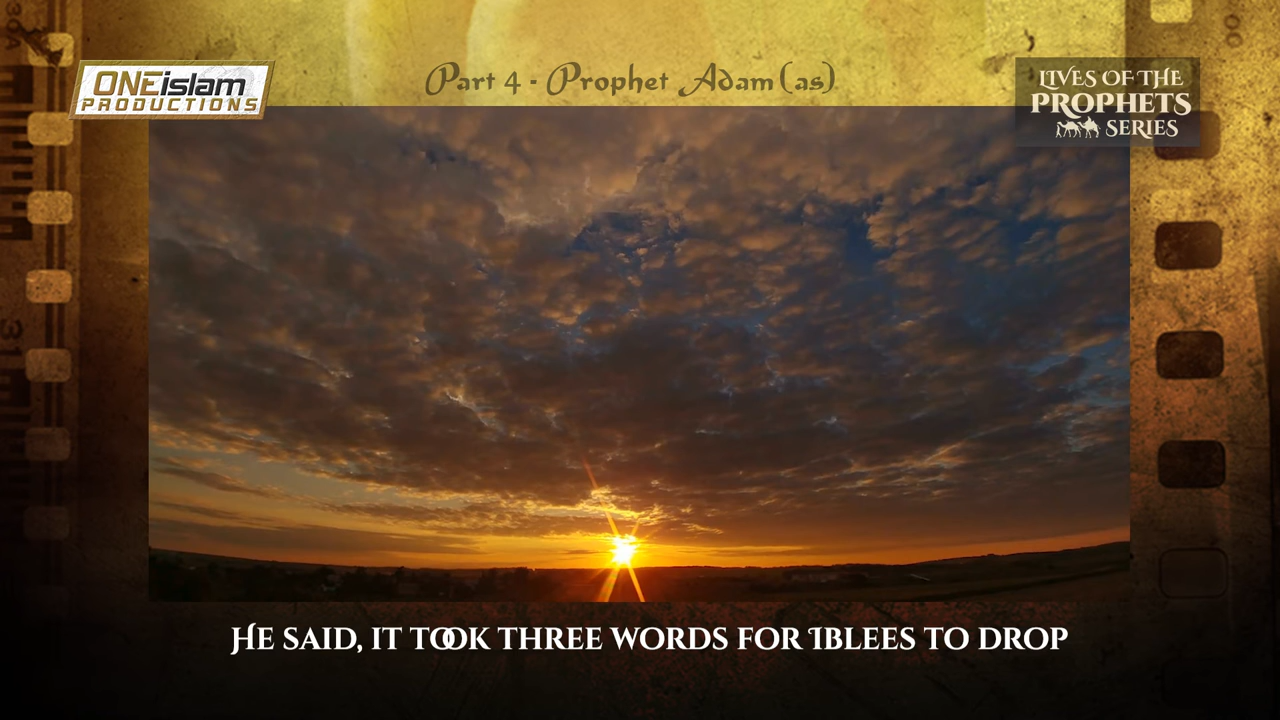 Part 4 - Prophet Adam (as)
ONEislam
PRODUCTIONS
LIVES OF THE
PROPHETS
SERIES
HE SAID, IT TOOK THREE WORDS FOR IBLEES TO DROP